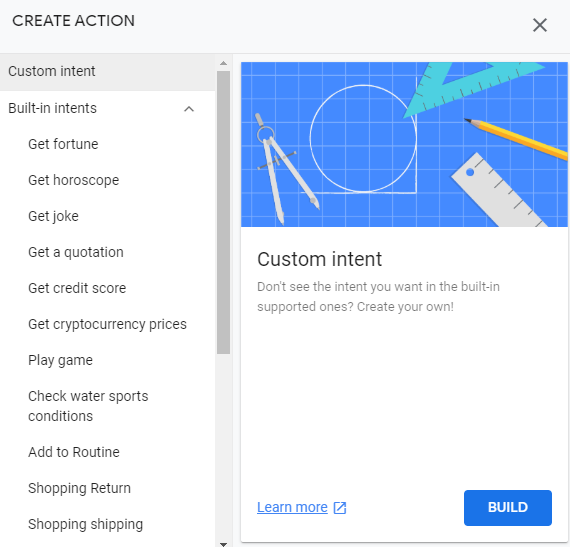 CREATE ACTION
Custom intent
Built-in intents
Get fortune
Get horoscope
Get joke
Get a quotation
Get credit score
Get cryptocurrency prices
Play game
Check water sports
conditions
Add to Routine
Shopping Return
Shopping shipping
Custom intent
Don't see the intent you want in the built-in
supported ones? Create your own!
Learn more
BUILD